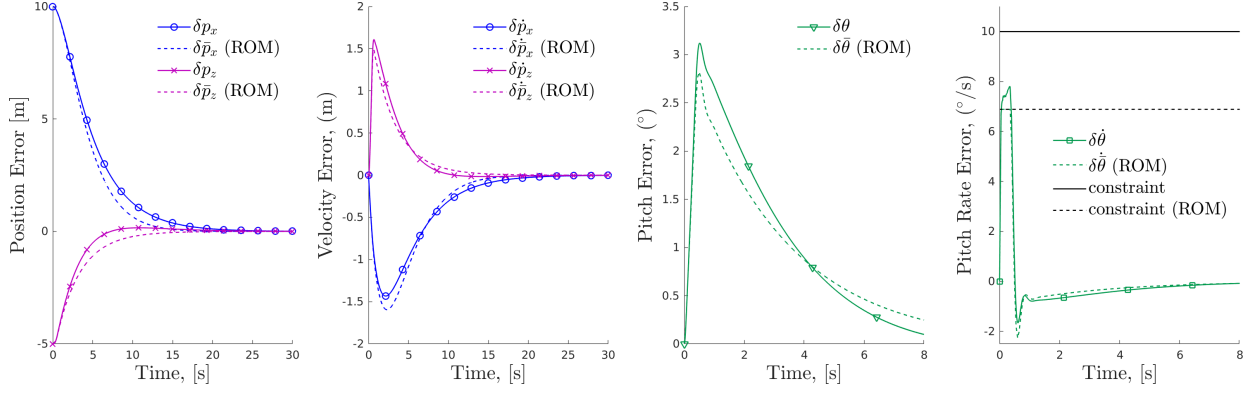 Position Error [m]
10
5
0
-5
δpₓ
δp̄ₓ (ROM)
δp_z
δp̄_z (ROM)
0
5
10
15
20
25
30
Time, [s]
Velocity Error, (m)
2
1.5
1
0.5
0
-0.5
-1
-1.5
-2
δṗₓ
δp̄̇ₓ (ROM)
δṗ_z
δp̄̇_z (ROM)
0
5
10
15
20
25
30
Time, [s]
Pitch Error, (°)
3.5
3
2.5
2
1.5
1
0.5
0
δθ
δθ̄ (ROM)
0
2
4
6
8
Time, [s]
Pitch Rate Error, (°/s)
10
8
6
4
2
0
-2
δθ̇
δθ̄̇ (ROM)
constraint
constraint (ROM)
0
2
4
6
8
Time, [s]